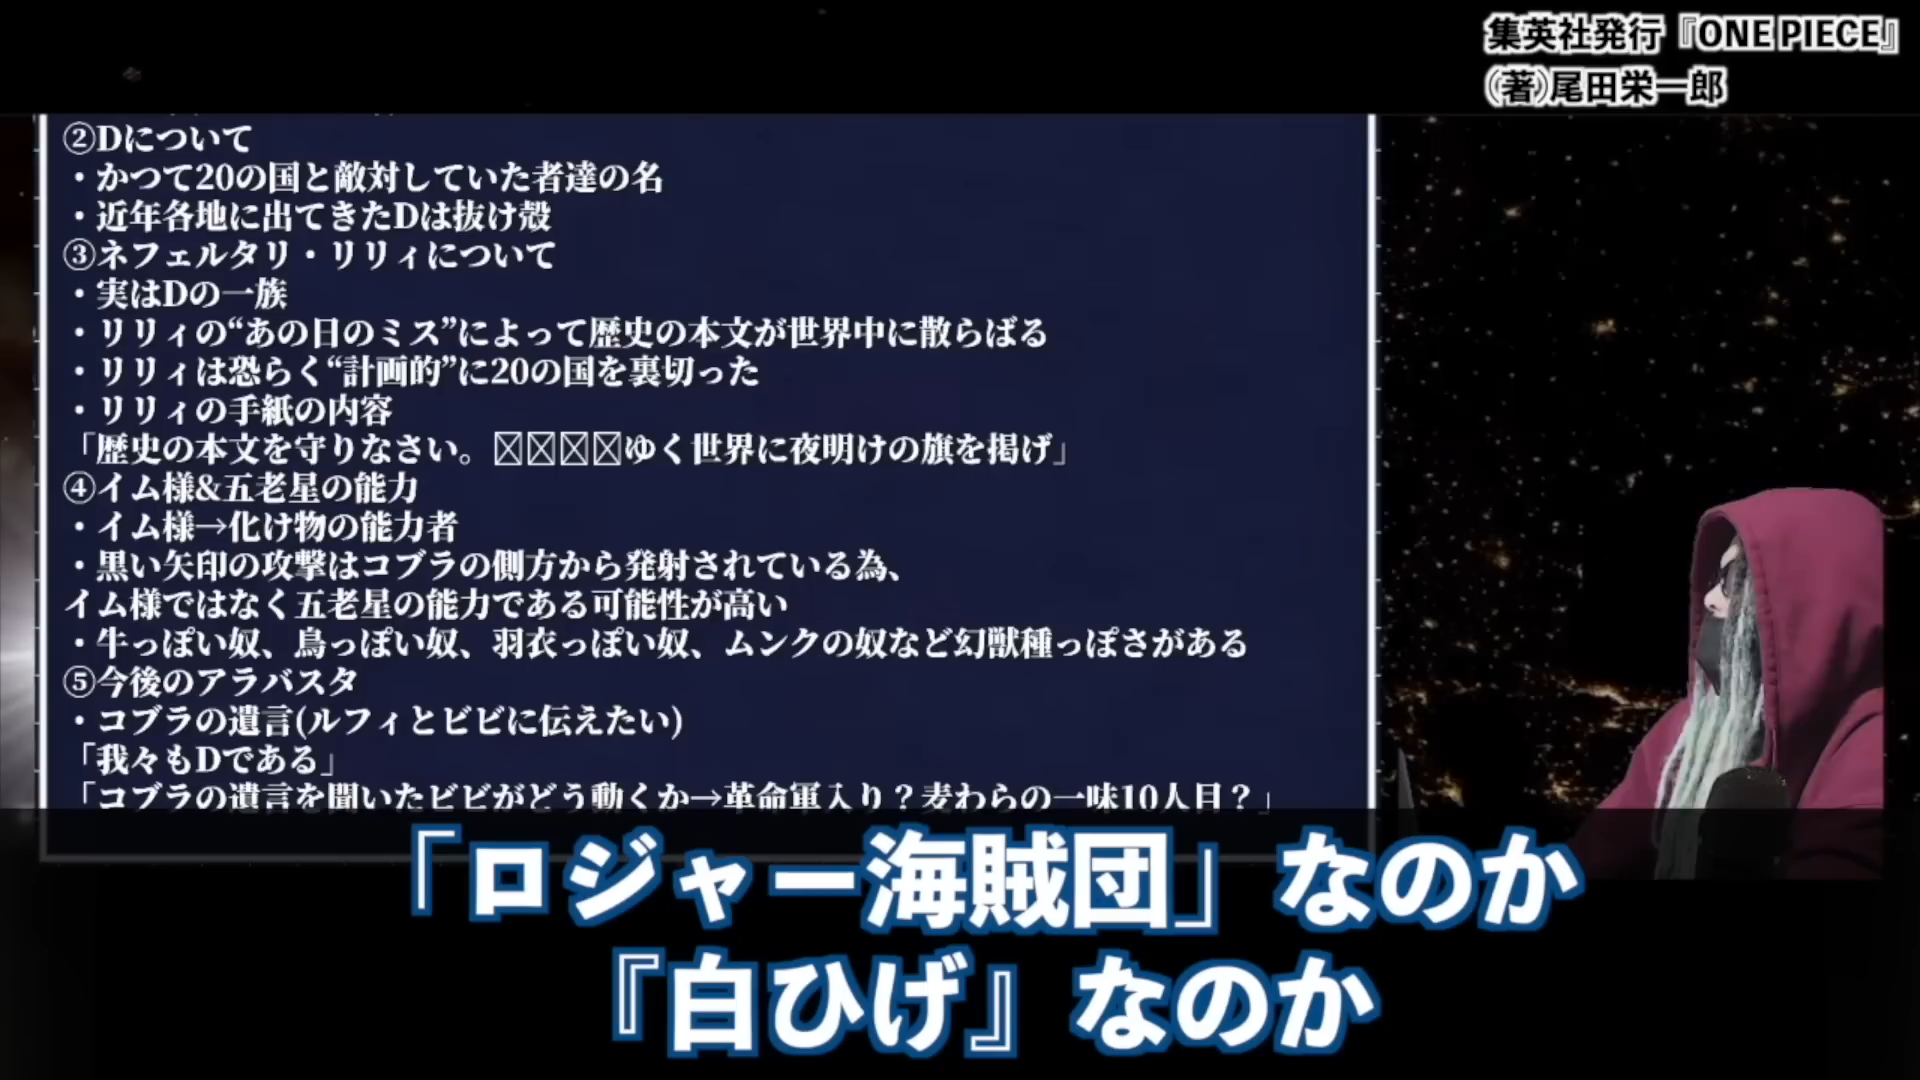 集英社発行『ONE PIECE』
(著)尾田栄一郎
②Dについて
・かつて20の国と敵対していた者達の名
・近年各地に出てきたDは抜け殻
③ネフェルタリ・リリィについて
・実はDの一族
・リリィの“あの日のミス”によって歴史の本文が世界中に散らばる
・リリィは恐らく“計画的”に20の国を裏切った
・リリィの手紙の内容
「歴史の本文を守りなさい。☒☒☒☒ゆく世界に夜明けの旗を掲げ」
④イム様&五老星の能力
・イム様→化け物の能力者
・黒い矢印の攻撃はコブラの側方から発射されている為、
イム様ではなく五老星の能力である可能性が高い
・牛っぽい奴、鳥っぽい奴、羽衣っぽい奴、ムンクの奴など幻獣種っぽさがある
⑤今後のアラバスタ
・コブラの遺言(ルフィとビビに伝えたい)
「我々もDである」
「コブラの遺言を聞いたビビがどう動くか→革命軍入り？麦わらの一味10人目？」
「ロジャー海賊団」なのか
『白ひげ』なのか